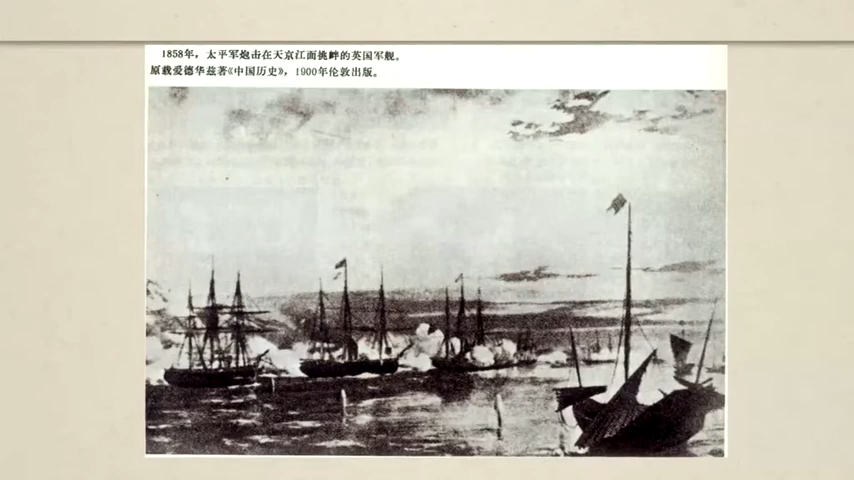 1858年，太平军炮击在天京江面挑衅的英国军舰。
原载爱德华兹著《中国历史》，1900年伦敦出版。